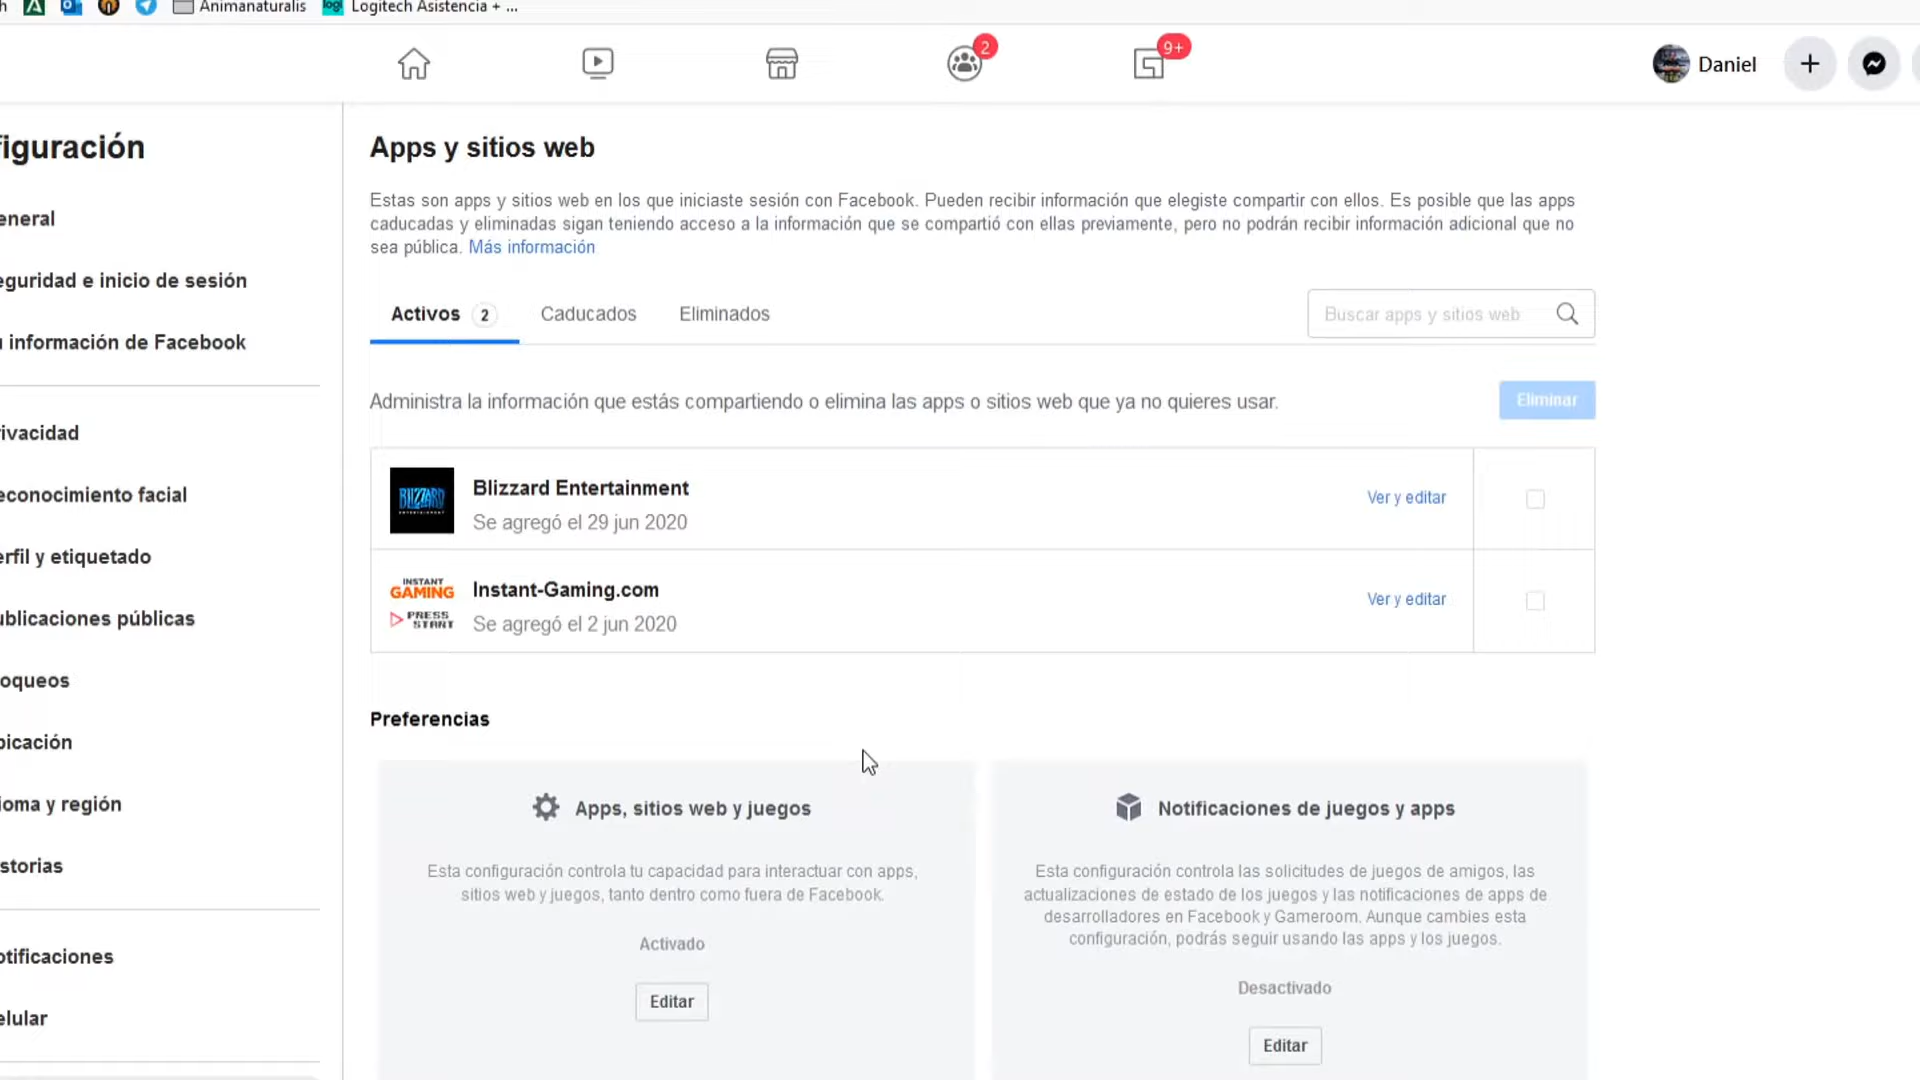 h
Animanaturalis
logi
Logitech Asistencia + ...
2
9+
Daniel
figuración
eneral
eguridad e inicio de sesión
u información de Facebook
rivacidad
econocimiento facial
erfil y etiquetado
ublicaciones públicas
loqueos
bicación
ioma y región
storias
otificaciones
elular
Apps y sitios web
Estas son apps y sitios web en los que iniciaste sesión con Facebook. Pueden recibir información que elegiste compartir con ellos. Es posible que las apps
caducadas y eliminadas sigan teniendo acceso a la información que se compartió con ellas previamente, pero no podrán recibir información adicional que no
sea pública. Más información
Activos 2
Caducados
Eliminados
Buscar apps y sitios web
Administra la información que estás compartiendo o elimina las apps o sitios web que ya no quieres usar.
Eliminar
BLIZZARD
ENTERTAINMENT
Blizzard Entertainment
Se agregó el 29 jun 2020
Ver y editar
INSTANT
GAMING
PRESS
START
Instant-Gaming.com
Se agregó el 2 jun 2020
Ver y editar
Preferencias
Apps, sitios web y juegos
Esta configuración controla tu capacidad para interactuar con apps,
sitios web y juegos, tanto dentro como fuera de Facebook.
Activado
Editar
Notificaciones de juegos y apps
Esta configuración controla las solicitudes de juegos de amigos, las
actualizaciones de estado de los juegos y las notificaciones de apps de
desarrolladores en Facebook y Gameroom. Aunque cambies esta
configuración, podrás seguir usando las apps y los juegos.
Desactivado
Editar